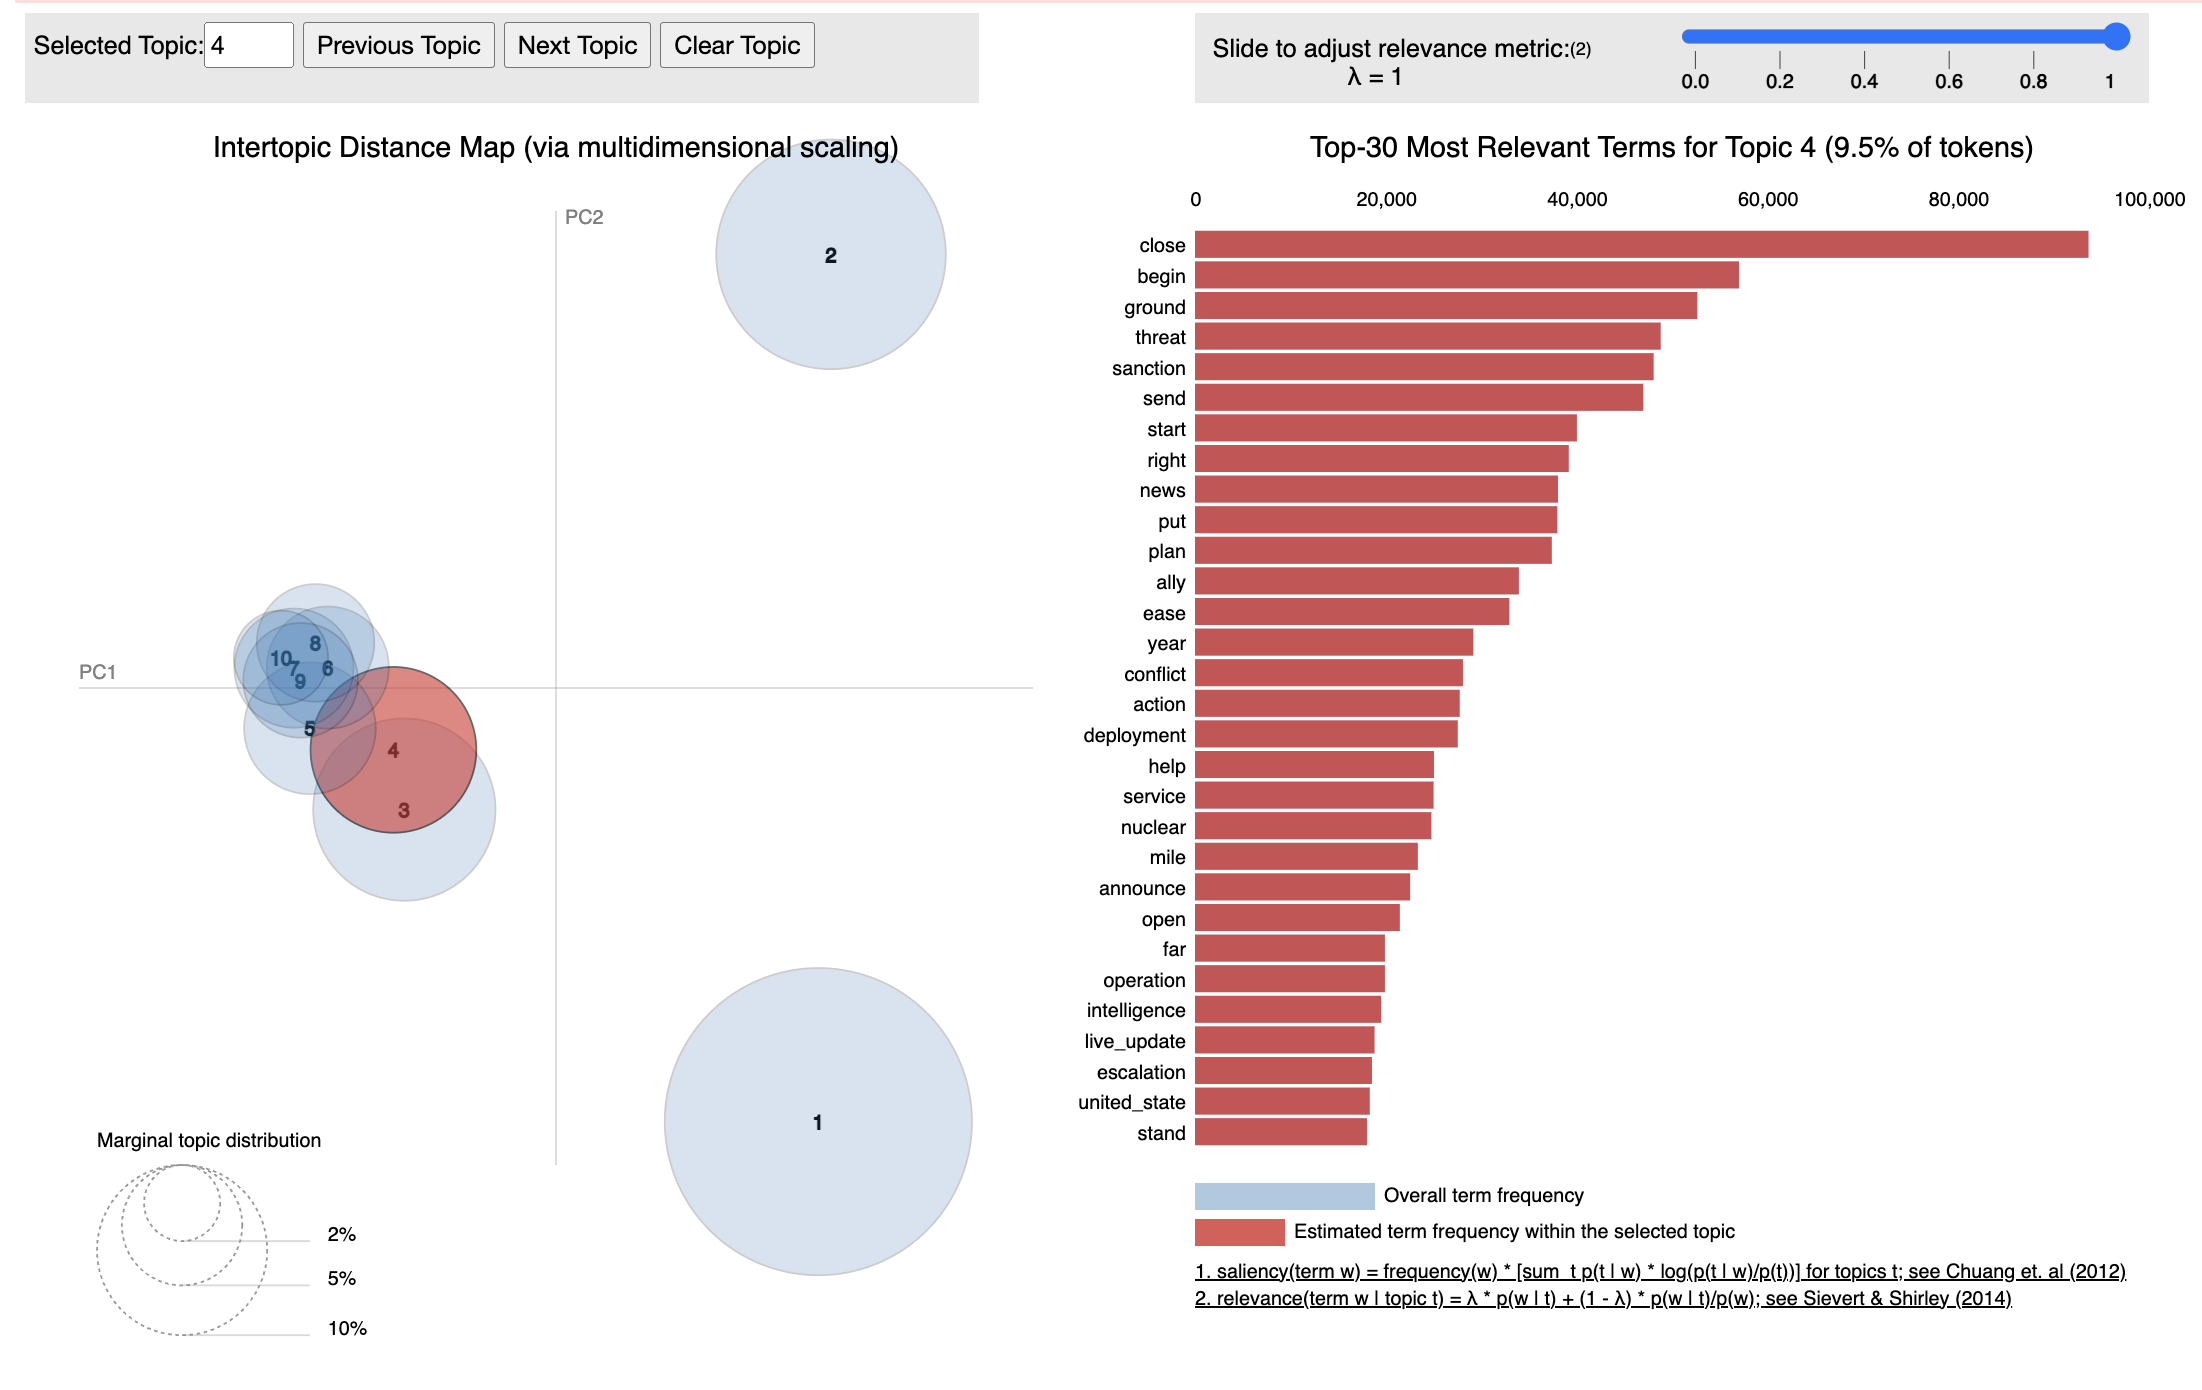 Selected Topic: 4 Previous Topic Next Topic Clear Topic
Slide to adjust relevance metric:(2)
λ = 1
0.0 0.2 0.4 0.6 0.8 1
Intertopic Distance Map (via multidimensional scaling)
PC2
PC1
2
8
10
7
6
9
5
4
3
1
Marginal topic distribution
2%
5%
10%
Top-30 Most Relevant Terms for Topic 4 (9.5% of tokens)
0 20,000 40,000 60,000 80,000 100,000
close
begin
ground
threat
sanction
send
start
right
news
put
plan
ally
ease
year
conflict
action
deployment
help
service
nuclear
mile
announce
open
far
operation
intelligence
live_update
escalation
united_state
stand
Overall term frequency
Estimated term frequency within the selected topic
1. saliency(term w) = frequency(w) * [sum_t p(t | w) * log(p(t | w)/p(t))] for topics t; see Chuang et. al (2012)
2. relevance(term w | topic t) = λ * p(w | t) + (1 - λ) * p(w | t)/p(w); see Sievert & Shirley (2014)